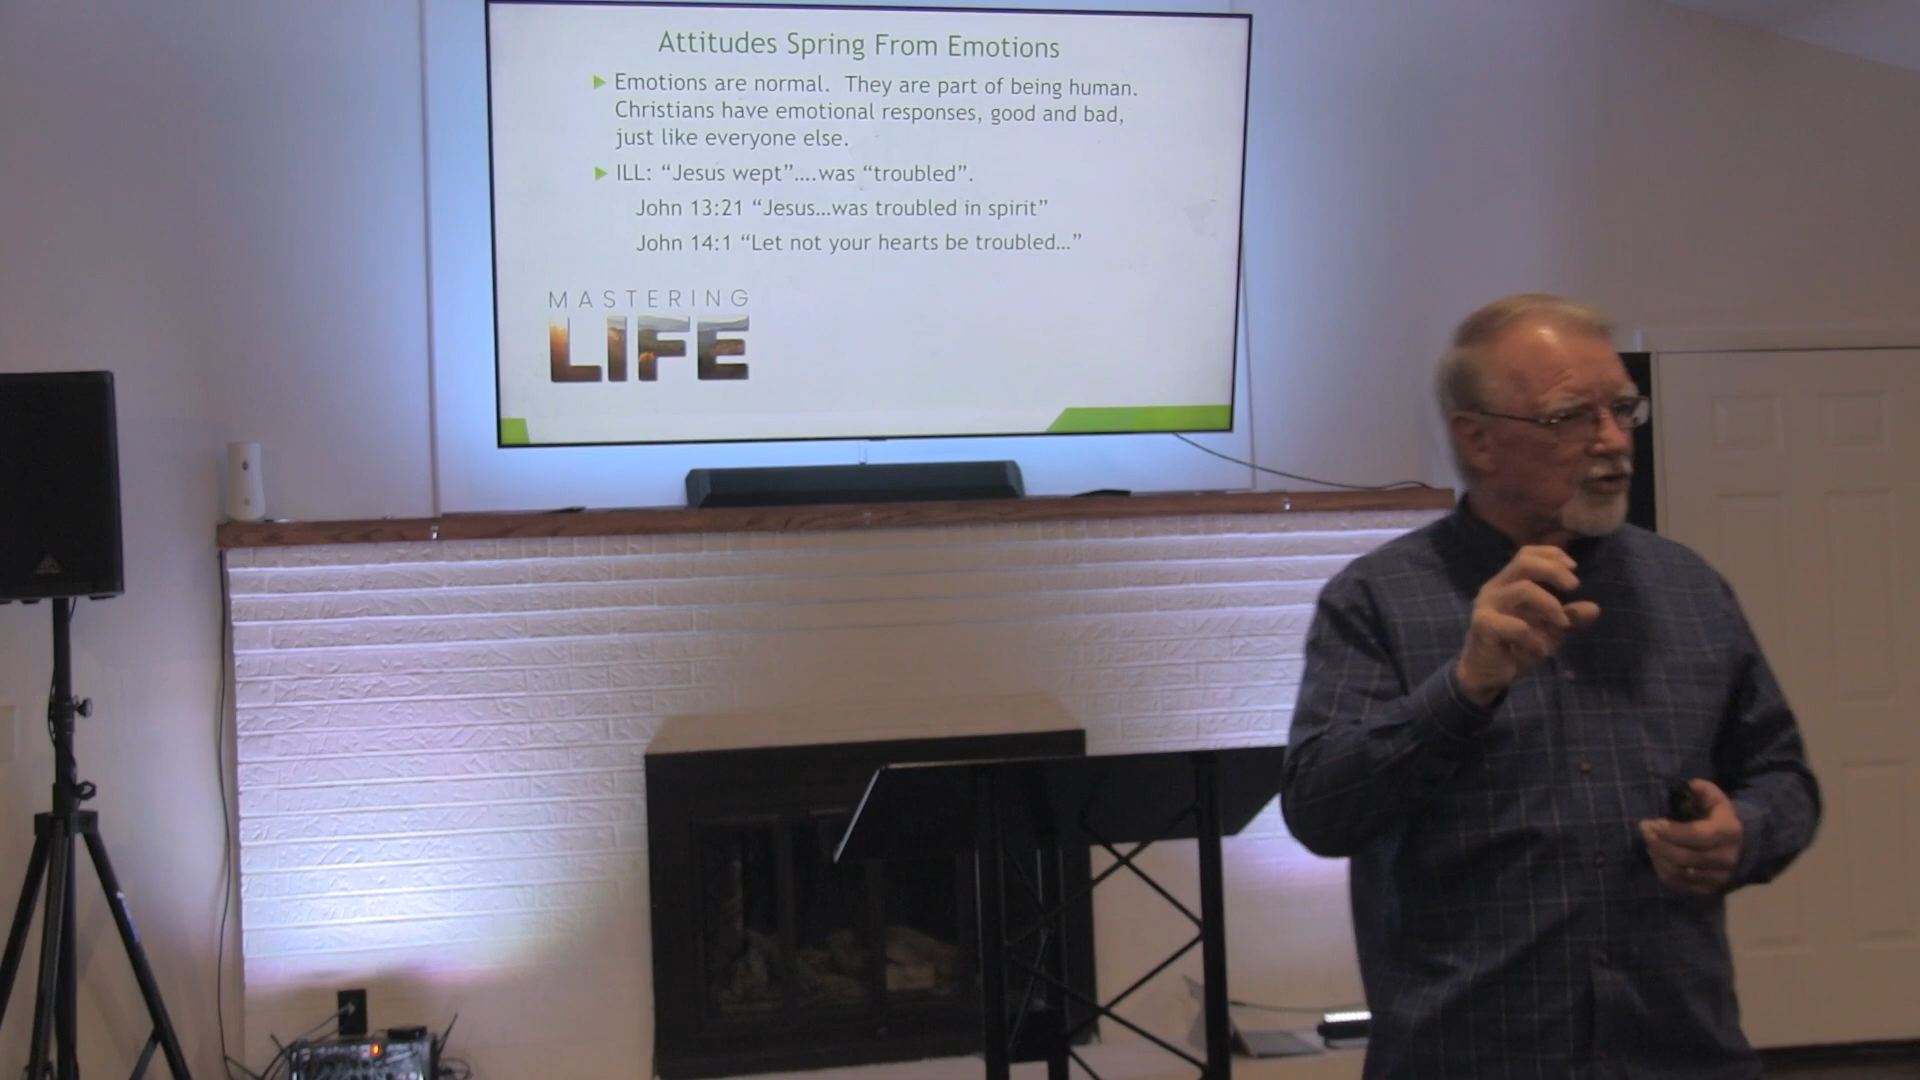 Attitudes Spring From Emotions
Emotions are normal. They are part of being human.
Christians have emotional responses, good and bad,
just like everyone else.
ILL: “Jesus wept”....was “troubled”.
John 13:21 “Jesus…was troubled in spirit”
John 14:1 “Let not your hearts be troubled…”
MASTERING
LIFE